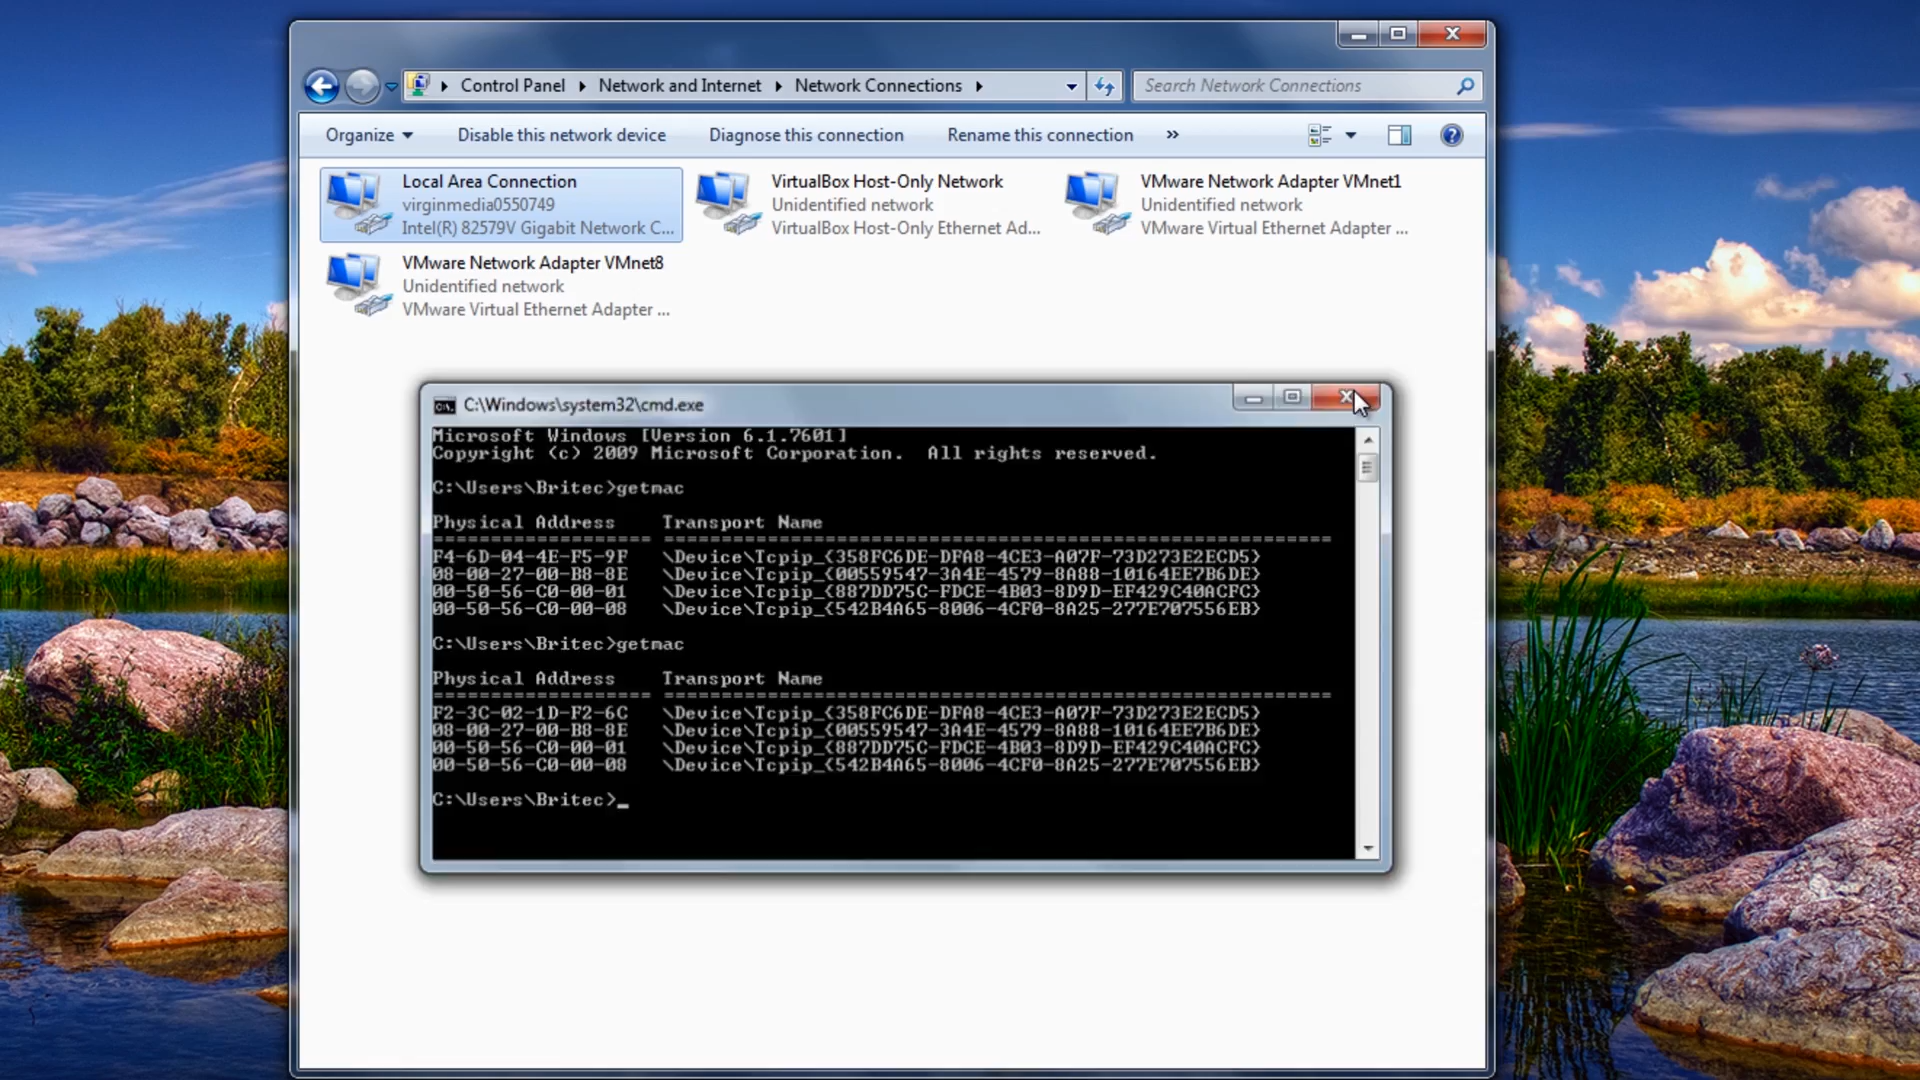 Control Panel Network and Internet Network Connections
Search Network Connections
Organize Disable this network device Diagnose this connection Rename this connection »
Local Area Connection
virginmedia0550749
Intel(R) 82579V Gigabit Network C...
VirtualBox Host-Only Network
Unidentified network
VirtualBox Host-Only Ethernet Ad...
VMware Network Adapter VMnet1
Unidentified network
VMware Virtual Ethernet Adapter ...
VMware Network Adapter VMnet8
Unidentified network
VMware Virtual Ethernet Adapter ...
C:\Windows\system32\cmd.exe
Microsoft Windows [Version 6.1.7601]
Copyright (c) 2009 Microsoft Corporation. All rights reserved.
C:\Users\Britec>getmac
Physical Address Transport Name
=================== ==========================================================
F4-6D-04-4E-F5-9F \Device\Tcpip_{358FC6DE-DFA8-4CE3-A07F-73D273E2ECD5}
08-00-27-00-B8-8E \Device\Tcpip_{00559547-3A4E-4579-8A88-10164EE7B6DE}
00-50-56-C0-00-01 \Device\Tcpip_{887DD75C-FDCE-4B03-8D9D-EF429C40ACFC}
00-50-56-C0-00-08 \Device\Tcpip_{542B4A65-8006-4CF0-8A25-277E707556EB}
C:\Users\Britec>getmac
Physical Address Transport Name
=================== ==========================================================
F2-3C-02-1D-F2-6C \Device\Tcpip_{358FC6DE-DFA8-4CE3-A07F-73D273E2ECD5}
08-00-27-00-B8-8E \Device\Tcpip_{00559547-3A4E-4579-8A88-10164EE7B6DE}
00-50-56-C0-00-01 \Device\Tcpip_{887DD75C-FDCE-4B03-8D9D-EF429C40ACFC}
00-50-56-C0-00-08 \Device\Tcpip_{542B4A65-8006-4CF0-8A25-277E707556EB}
C:\Users\Britec>_